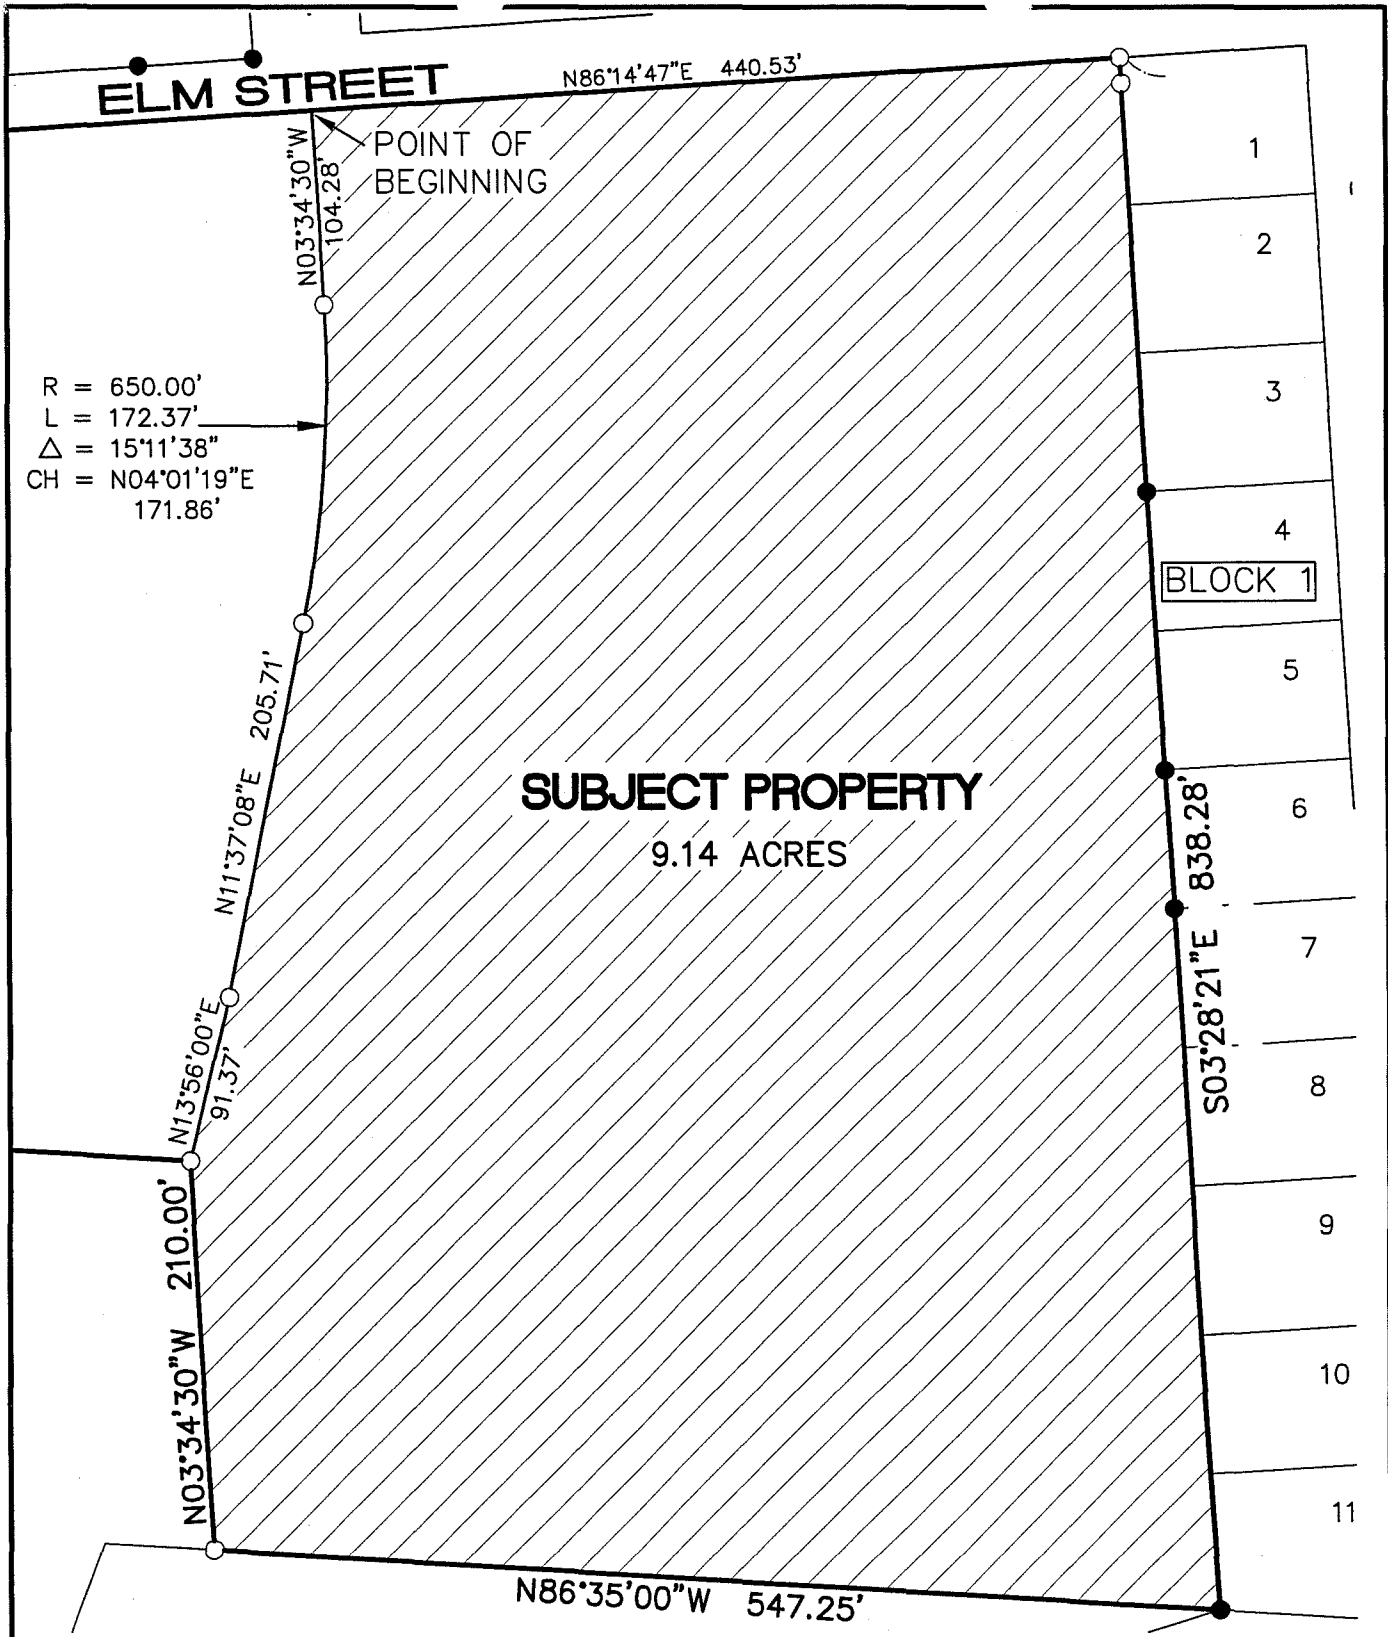 ELM STREET
N86°14'47"E 440.53'
POINT OF
BEGINNING
N03°34'30"W
104.28'
R = 650.00'
L = 172.37'
△ = 15°11'38"
CH = N04°01'19"E
171.86'
N11°37'08"E 205.71'
N13°56'00"E
91.37'
N03°34'30"W 210.00'
SUBJECT PROPERTY
9.14 ACRES
N86°35'00"W 547.25'
S03°28'21"E 838.28'
1
2
3
4
BLOCK 1
5
6
7
8
9
10
11